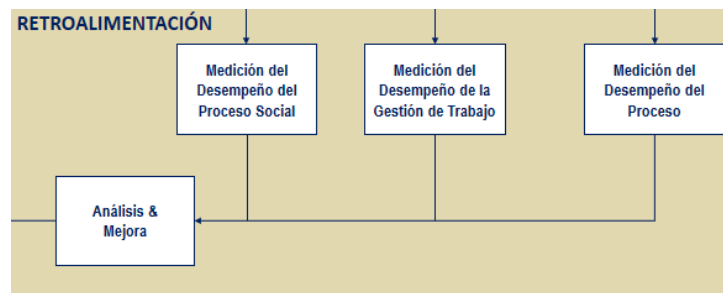 RETROALIMENTACIÓN
Medición del
Desempeño del
Proceso Social
Medición del
Desempeño de la
Gestión de Trabajo
Medición del
Desempeño del
Proceso
Análisis &
Mejora